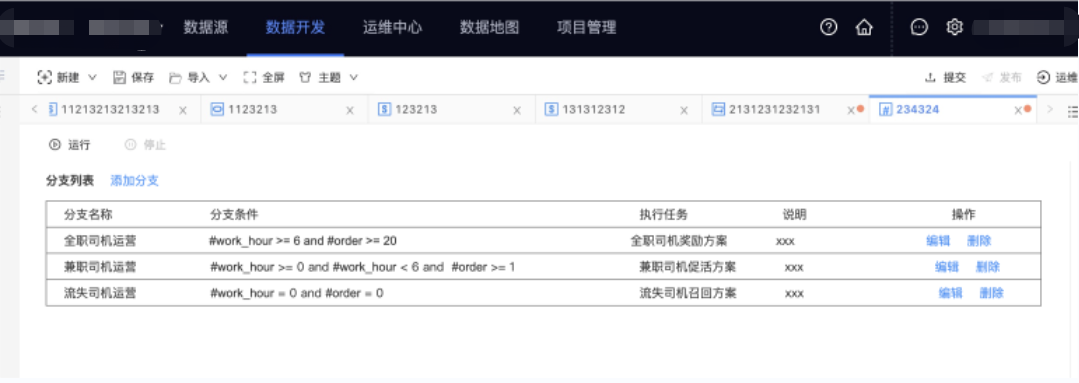 数据源 数据开发 运维中心 数据地图 项目管理
新建 保存 导入 全屏 主题 提交 发布 运维
11213213213213 1123213 123213 131312312 2131231232131 234324
运行 停止
分支列表 添加分支
分支名称 分支条件 执行任务 说明 操作
全职司机运营 #work_hour >= 6 and #order >= 20 全职司机奖励方案 xxx 编辑 删除
兼职司机运营 #work_hour >= 0 and #work_hour < 6 and #order >= 1 兼职司机促活方案 xxx 编辑 删除
流失司机运营 #work_hour = 0 and #order = 0 流失司机召回方案 xxx 编辑 删除